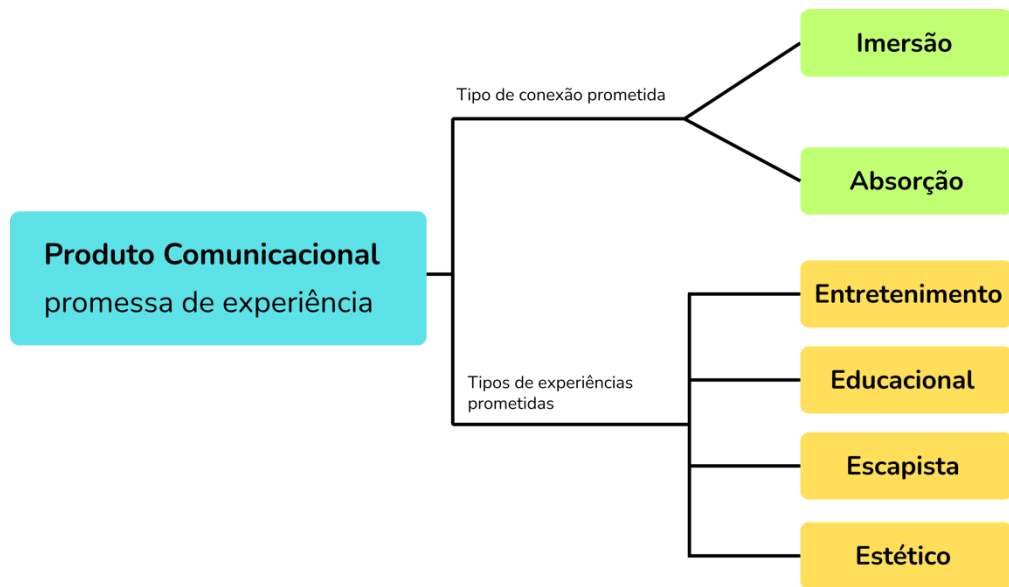 Produto Comunicacional
promessa de experiência
Tipo de conexão prometida
Imersão
Absorção
Tipos de experiências
prometidas
Entretenimento
Educacional
Escapista
Estético